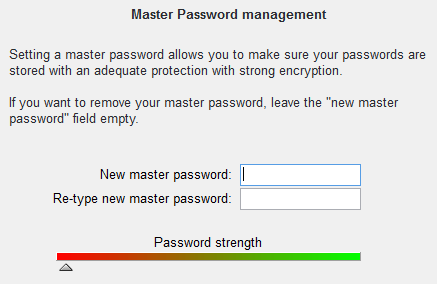 Master Password management
Setting a master password allows you to make sure your passwords are
stored with an adequate protection with strong encryption.
If you want to remove your master password, leave the "new master
password" field empty.
New master password:
Re-type new master password:
Password strength